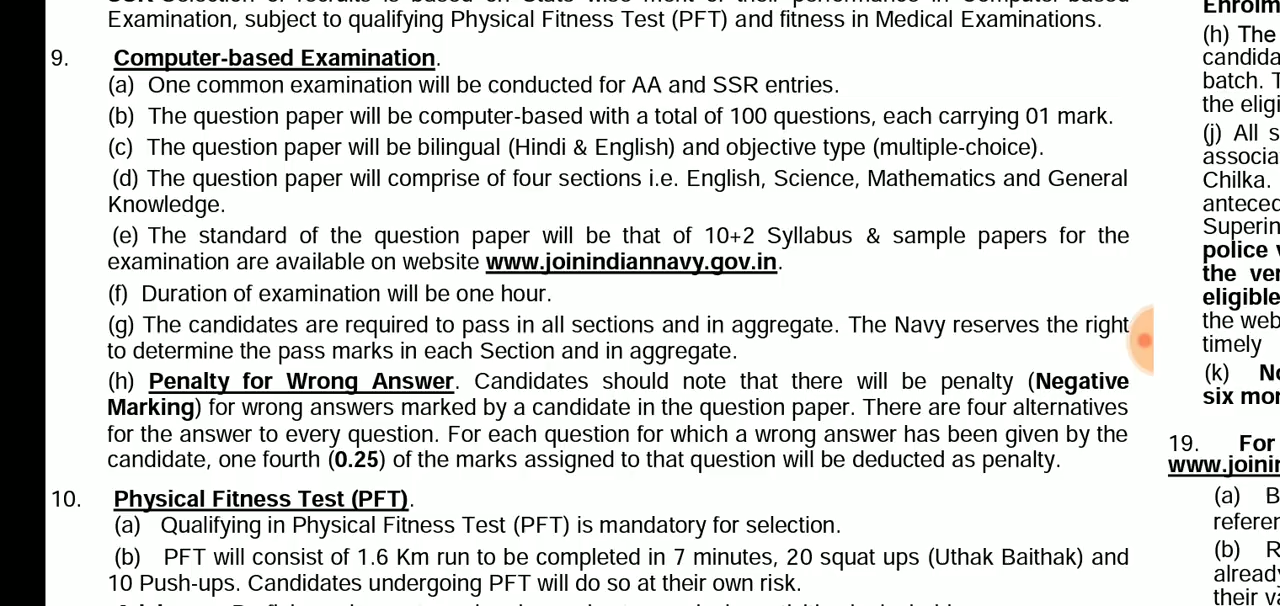 Examination, subject to qualifying Physical Fitness Test (PFT) and fitness in Medical Examinations.
9. Computer-based Examination.
(a) One common examination will be conducted for AA and SSR entries.
(b) The question paper will be computer-based with a total of 100 questions, each carrying 01 mark.
(c) The question paper will be bilingual (Hindi & English) and objective type (multiple-choice).
(d) The question paper will comprise of four sections i.e. English, Science, Mathematics and General
Knowledge.
(e) The standard of the question paper will be that of 10+2 Syllabus & sample papers for the
examination are available on website www.joinindiannavy.gov.in.
(f) Duration of examination will be one hour.
(g) The candidates are required to pass in all sections and in aggregate. The Navy reserves the right
to determine the pass marks in each Section and in aggregate.
(h) Penalty for Wrong Answer. Candidates should note that there will be penalty (Negative
Marking) for wrong answers marked by a candidate in the question paper. There are four alternatives
for the answer to every question. For each question for which a wrong answer has been given by the
candidate, one fourth (0.25) of the marks assigned to that question will be deducted as penalty.
10. Physical Fitness Test (PFT).
(a) Qualifying in Physical Fitness Test (PFT) is mandatory for selection.
(b) PFT will consist of 1.6 Km run to be completed in 7 minutes, 20 squat ups (Uthak Baithak) and
10 Push-ups. Candidates undergoing PFT will do so at their own risk.
Enrolm
(h) The
candida
batch. T
the eligi
(j) All s
associa
Chilka.
anteced
Superin
police v
the ver
eligible
the web
timely
(k) No
six mon
19. For
www.joinin
(a) B
referen
(b) R
already
their va